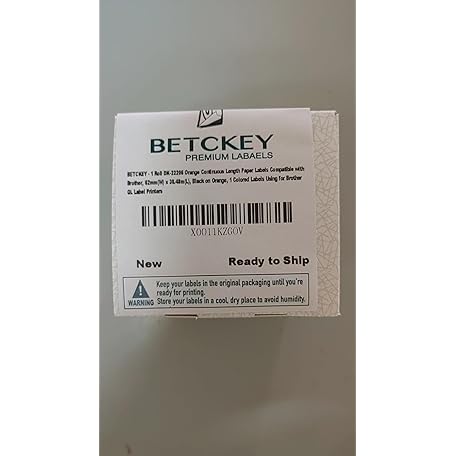 BETCKEY
PREMIUM LABAELS
BETCKEY - 1 Roll DK-22205 Orange Continuous Length Paper Labels Compatible with
Brother, 62mm(W) x 30.48m(L), Black on Orange, 1 Colored Labels Using for Brother
QL Label Printers
X0011KZGOV
New Ready to Ship
WARNING
Keep your labels in the original packaging until you're
ready for printing.
Store your labels in a cool, dry place to avoid humidity.